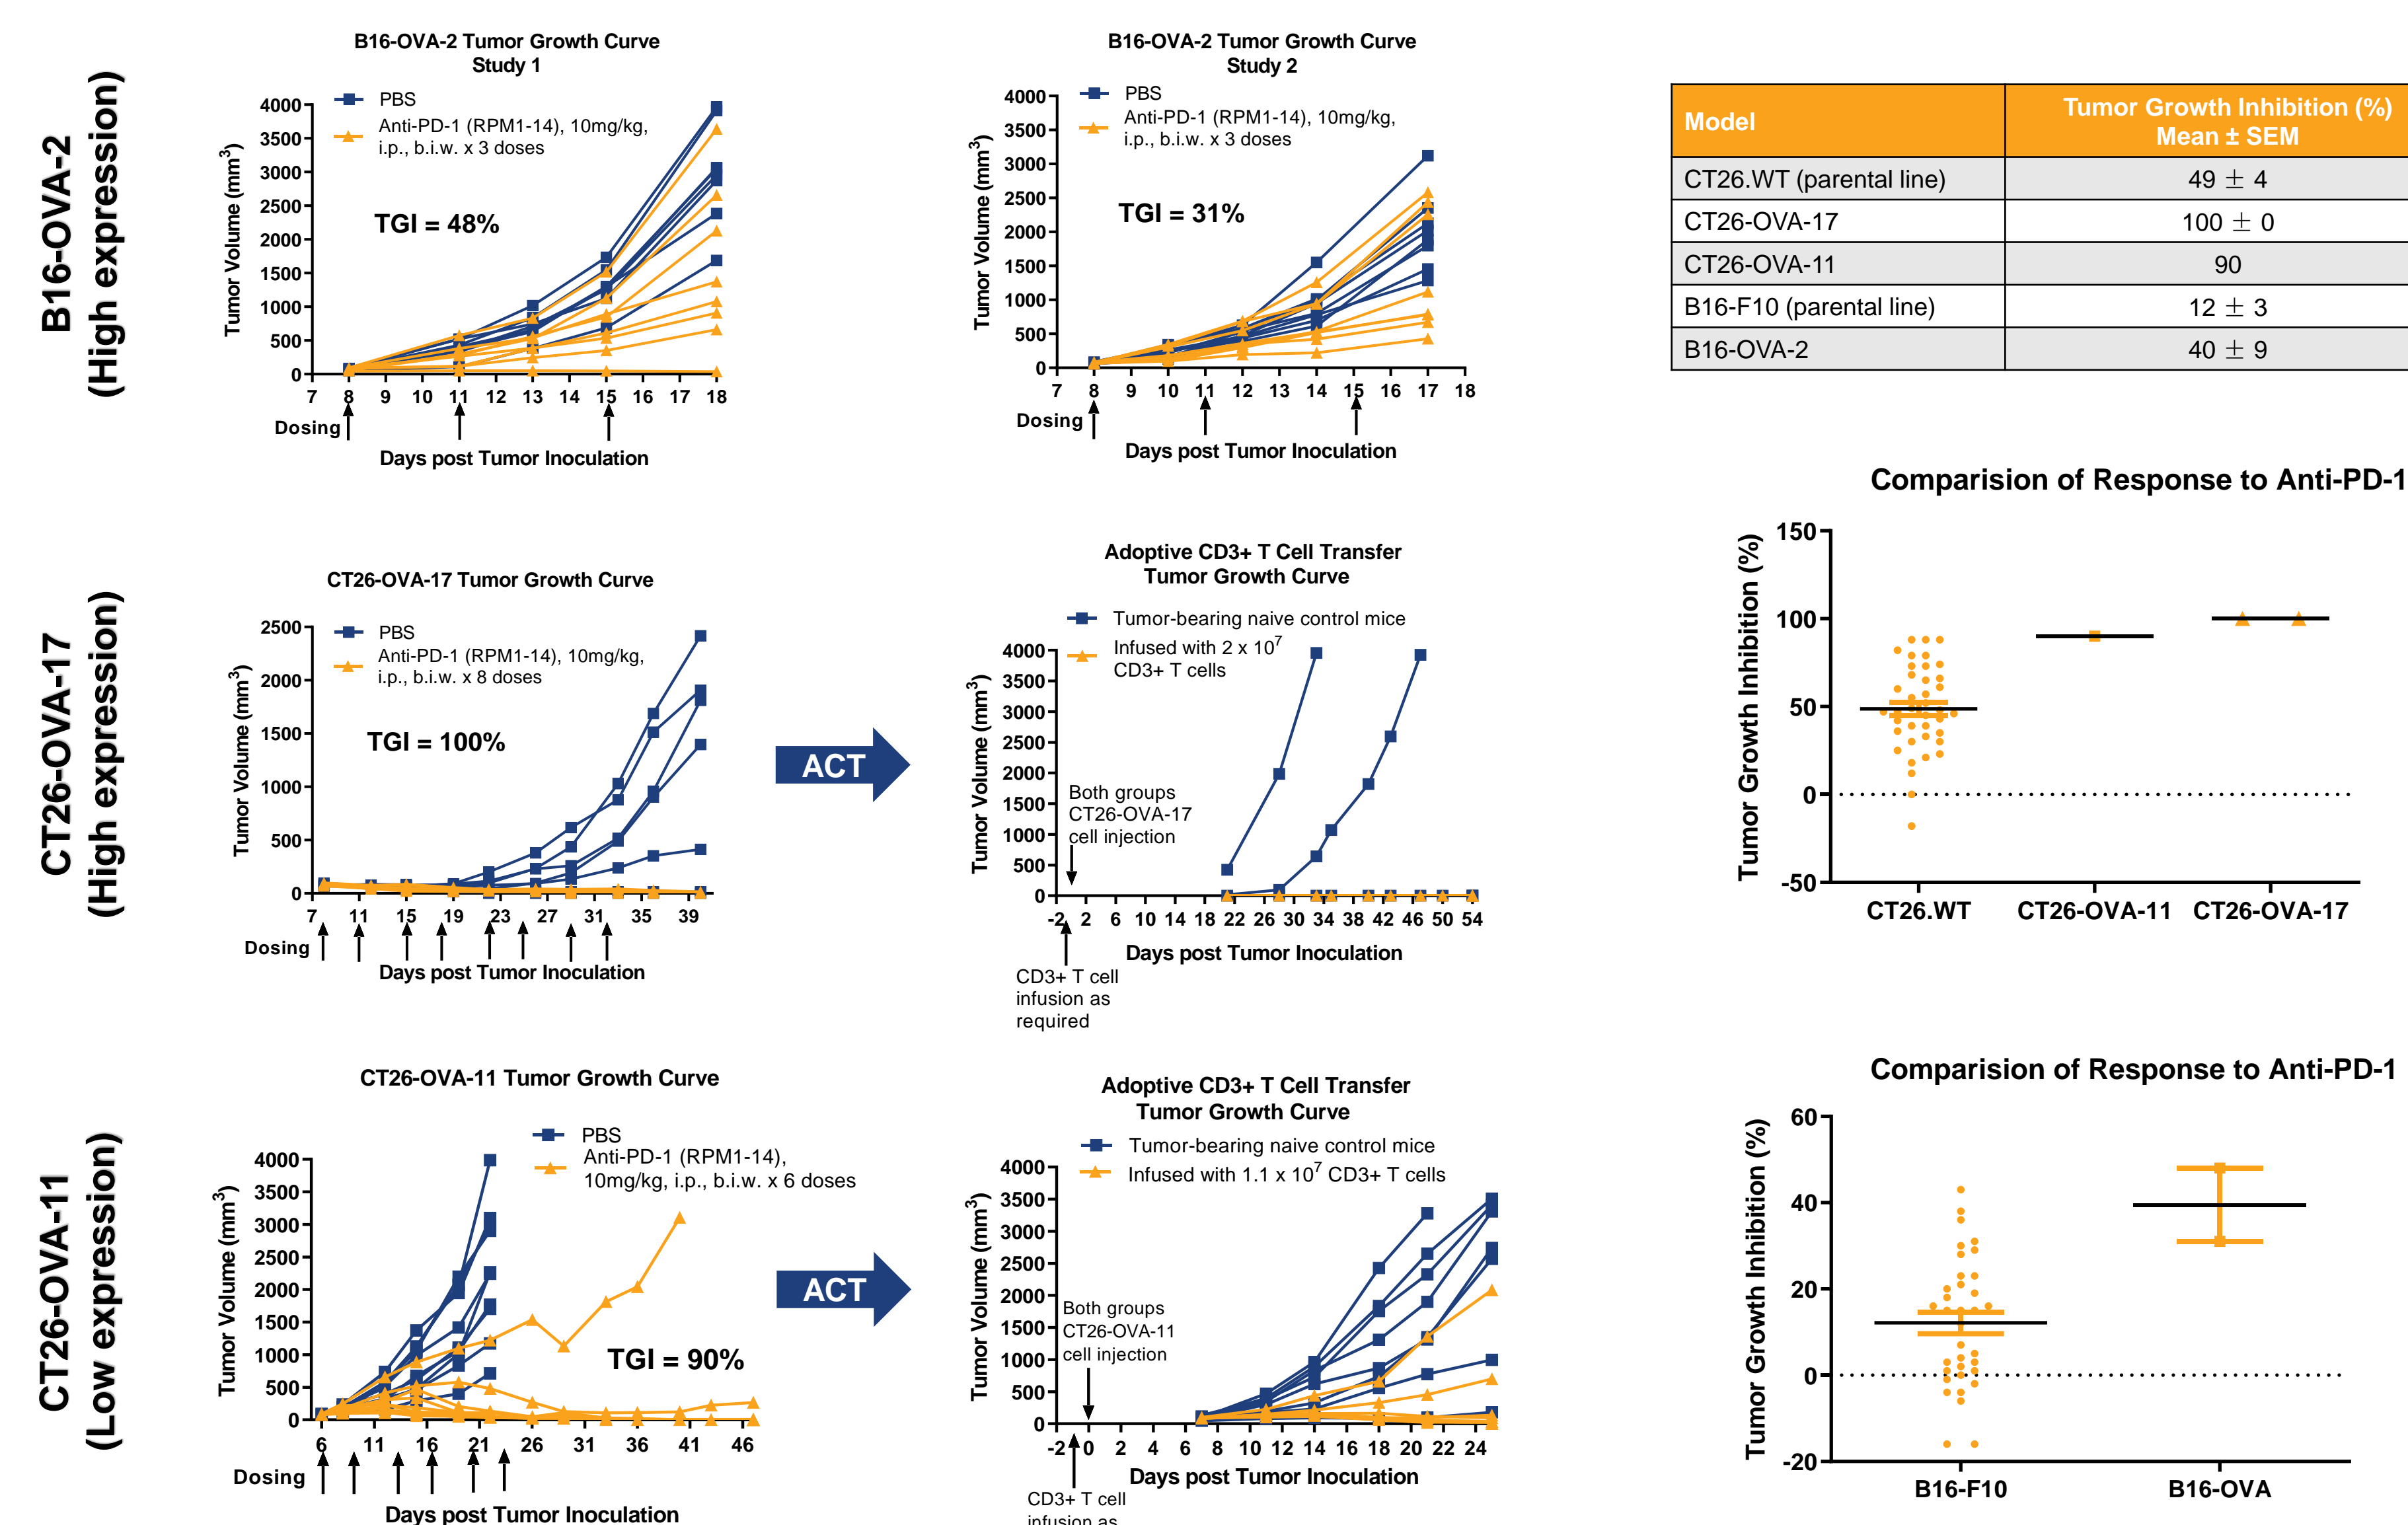 B16-OVA-2
(High expression)
B16-OVA-2 Tumor Growth Curve
Study 1
PBS
Anti-PD-1 (RPM1-14), 10mg/kg,
i.p., b.i.w. x 3 doses
TGI = 48%
Tumor Volume (mm³)
4000
3500
3000
2500
2000
1500
1000
500
0
7 8 9 10 11 12 13 14 15 16 17 18
Dosing
Days post Tumor Inoculation
B16-OVA-2 Tumor Growth Curve
Study 2
PBS
Anti-PD-1 (RPM1-14), 10mg/kg,
i.p., b.i.w. x 3 doses
TGI = 31%
Tumor Volume (mm³)
4000
3500
3000
2500
2000
1500
1000
500
0
7 8 9 10 11 12 13 14 15 16 17 18
Dosing
Days post Tumor Inoculation
Model Tumor Growth Inhibition (%)
Mean ± SEM
CT26.WT (parental line) 49 ± 4
CT26-OVA-17 100 ± 0
CT26-OVA-11 90
B16-F10 (parental line) 12 ± 3
B16-OVA-2 40 ± 9
CT26-OVA-17
(High expression)
CT26-OVA-17 Tumor Growth Curve
PBS
Anti-PD-1 (RPM1-14), 10mg/kg,
i.p., b.i.w. x 8 doses
TGI = 100%
Tumor Volume (mm³)
2500
2000
1500
1000
500
0
7 11 15 19 23 27 31 35 39
Dosing
Days post Tumor Inoculation
ACT
Adoptive CD3+ T Cell Transfer
Tumor Growth Curve
Tumor-bearing naive control mice
Infused with 2 x 10⁷
CD3+ T cells
Tumor Volume (mm³)
4000
3500
3000
2500
2000
1500
1000
500
0
Both groups
CT26-OVA-17
cell injection
-2 2 6 10 14 18 22 26 30 34 38 42 46 50 54
Days post Tumor Inoculation
CD3+ T cell
infusion as
required
Comparision of Response to Anti-PD-1
Tumor Growth Inhibition (%)
150
100
50
0
-50
CT26.WT CT26-OVA-11 CT26-OVA-17
CT26-OVA-11
(Low expression)
CT26-OVA-11 Tumor Growth Curve
PBS
Anti-PD-1 (RPM1-14),
10mg/kg, i.p., b.i.w. x 6 doses
TGI = 90%
Tumor Volume (mm³)
4000
3500
3000
2500
2000
1500
1000
500
0
6 11 16 21 26 31 36 41 46
Dosing
Days post Tumor Inoculation
ACT
Adoptive CD3+ T Cell Transfer
Tumor Growth Curve
Tumor-bearing naive control mice
Infused with 1.1 x 10⁷ CD3+ T cells
Tumor Volume (mm³)
4000
3500
3000
2500
2000
1500
1000
500
0
Both groups
CT26-OVA-11
cell injection
-2 0 2 4 6 8 10 12 14 16 18 20 22 24
Days post Tumor Inoculation
CD3+ T cell
infusion as
Comparision of Response to Anti-PD-1
Tumor Growth Inhibition (%)
60
40
20
0
-20
B16-F10 B16-OVA